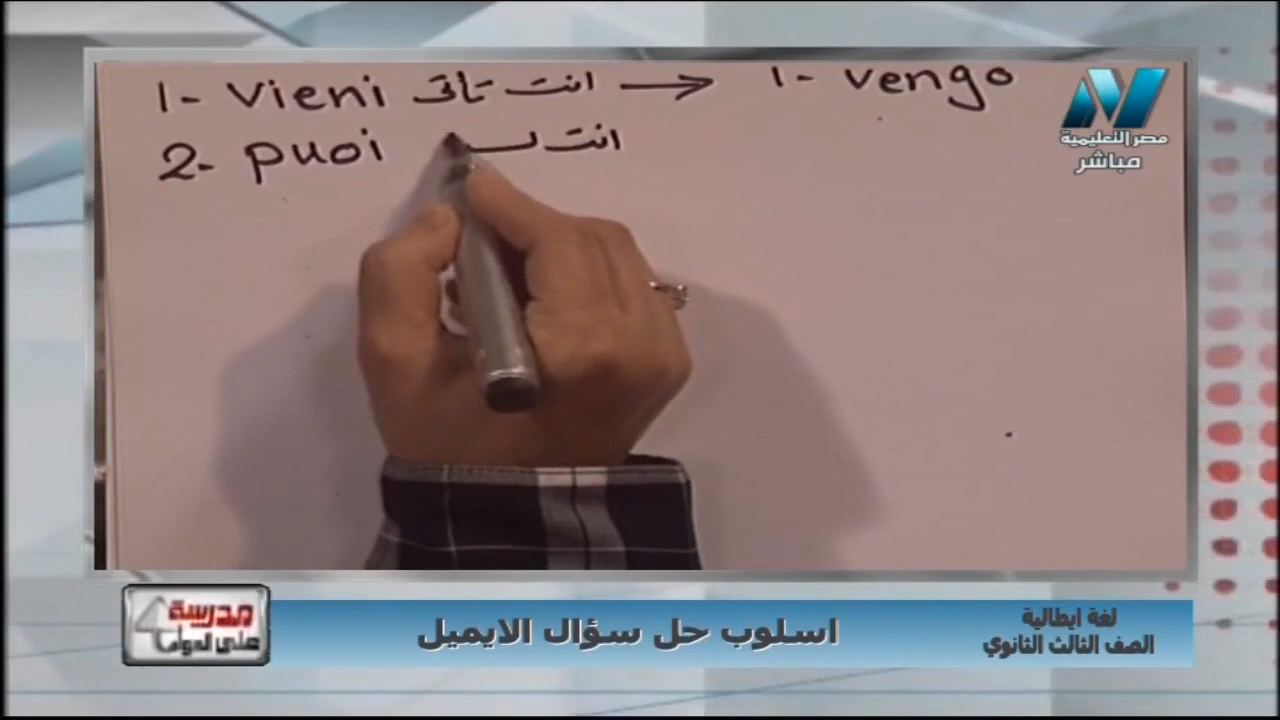 1- Vieni انت تأتى → 1- vengo
2- puoi انت
مصر التعليمية
مباشر
لغة ايطالية
الصف الثالث الثانوي
اسلوب حل سؤال الايميل
مدرسة
على الهواء